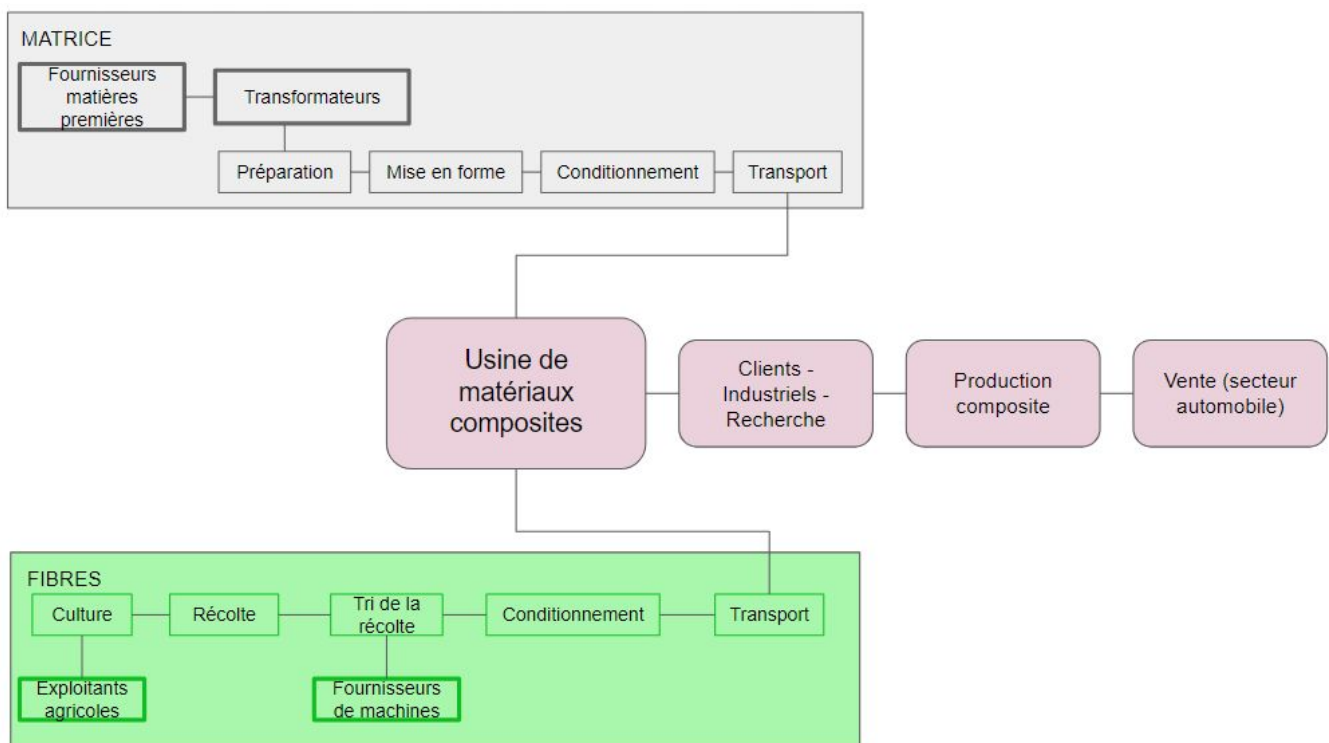 MATRICE
Fournisseurs
matières
premières
Transformateurs
Préparation
Mise en forme
Conditionnement
Transport
Usine de
matériaux
composites
Clients -
Industriels -
Recherche
Production
composite
Vente (secteur
automobile)
FIBRES
Culture
Récolte
Tri de la
récolte
Conditionnement
Transport
Exploitants
agricoles
Fournisseurs
de machines